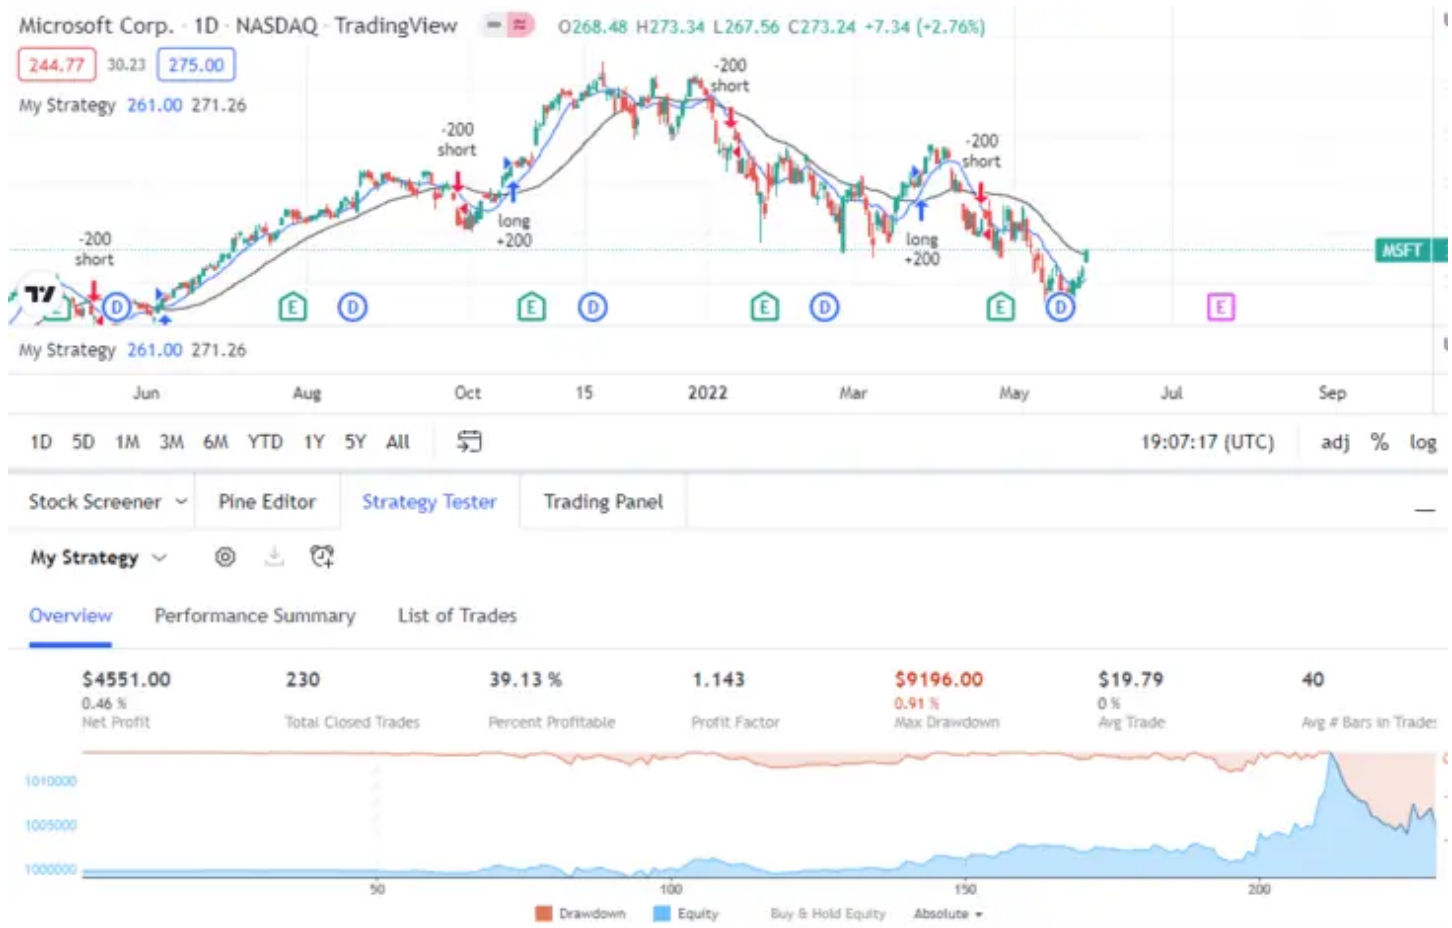 Microsoft Corp. · 1D · NASDAQ · TradingView
O268.48 H273.34 L267.56 C273.24 +7.34 (+2.76%)
244.77 30.23 275.00
My Strategy 261.00 271.26
-200
short
-200
short
long
+200
-200
short
long
+200
-200
short
MSFT
D E D E D E D E D E
My Strategy 261.00 271.26
Jun Aug Oct 15 2022 Mar May Jul Sep
1D 5D 1M 3M 6M YTD 1Y 5Y All
19:07:17 (UTC) adj % log
Stock Screener Pine Editor Strategy Tester Trading Panel
My Strategy
Overview Performance Summary List of Trades
$4551.00 230 39.13 % 1.143 $9196.00 $19.79 40
0.46 % 0.91 % 0 %
Net Profit Total Closed Trades Percent Profitable Profit Factor Max Drawdown Avg Trade Avg # Bars in Trades
1010000
1005000
1000000
50 100 150 200
Drawdown Equity Buy & Hold Equity Absolute